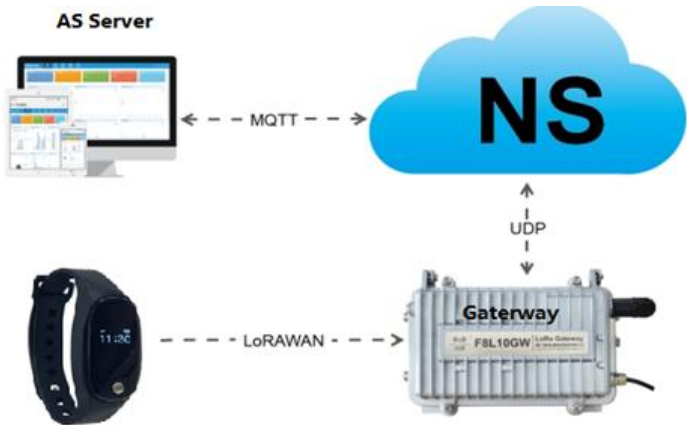 AS Server
NS
MQTT
UDP
Gaterway
F8L10GW
LoRa Gateway
11:20
LoRAWAN